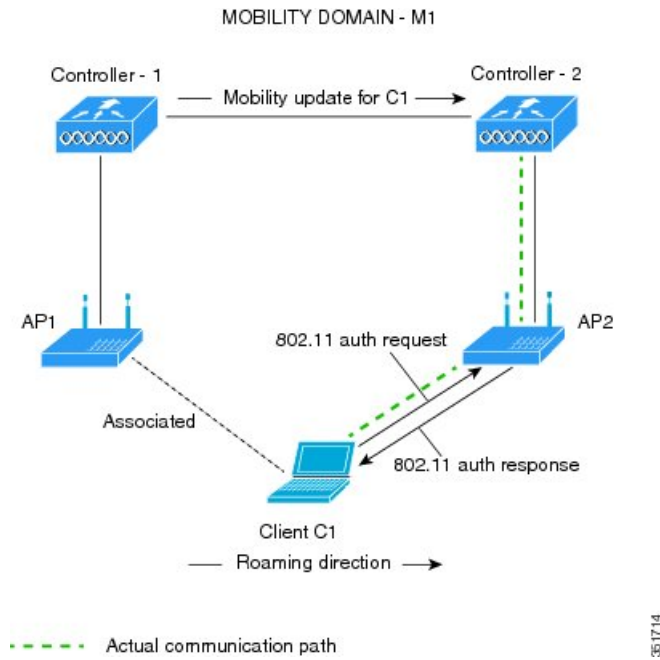 MOBILITY DOMAIN - M1
Controller - 1
Controller - 2
Mobility update for C1
AP1
AP2
802.11 auth request
Associated
802.11 auth response
Client C1
Roaming direction
Actual communication path
351714